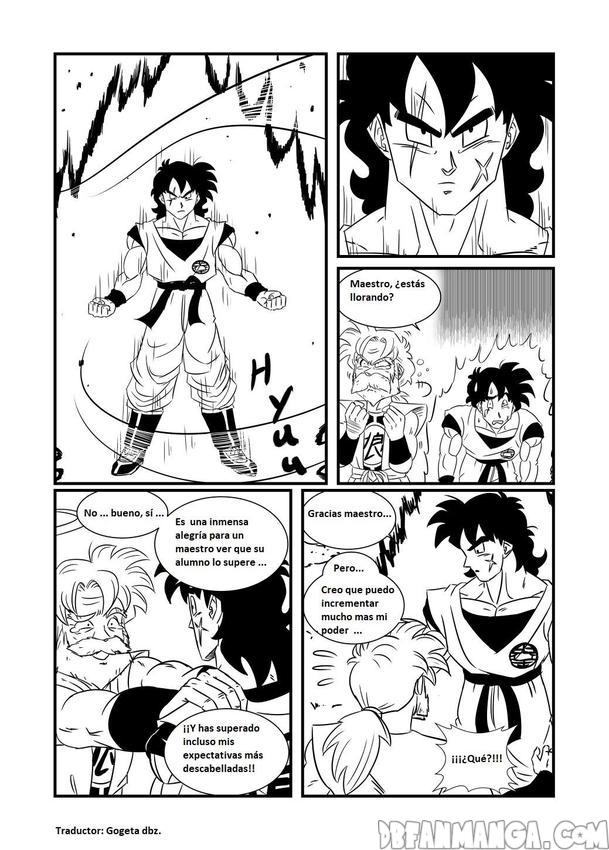 Hyuu
Maestro, ¿estás
llorando?
狼
No ... bueno, sí ...
Es una inmensa
alegría para un
maestro ver que su
alumno lo supere ...
¡¡Y has superado
incluso mis
expectativas más
descabelladas!!
Gracias maestro...
Pero...
Creo que puedo
incrementar
mucho mas mi
poder ...
¡¡¡Qué?!!!
Traductor: Gogeta dbz.
DBFANMANGA.COM